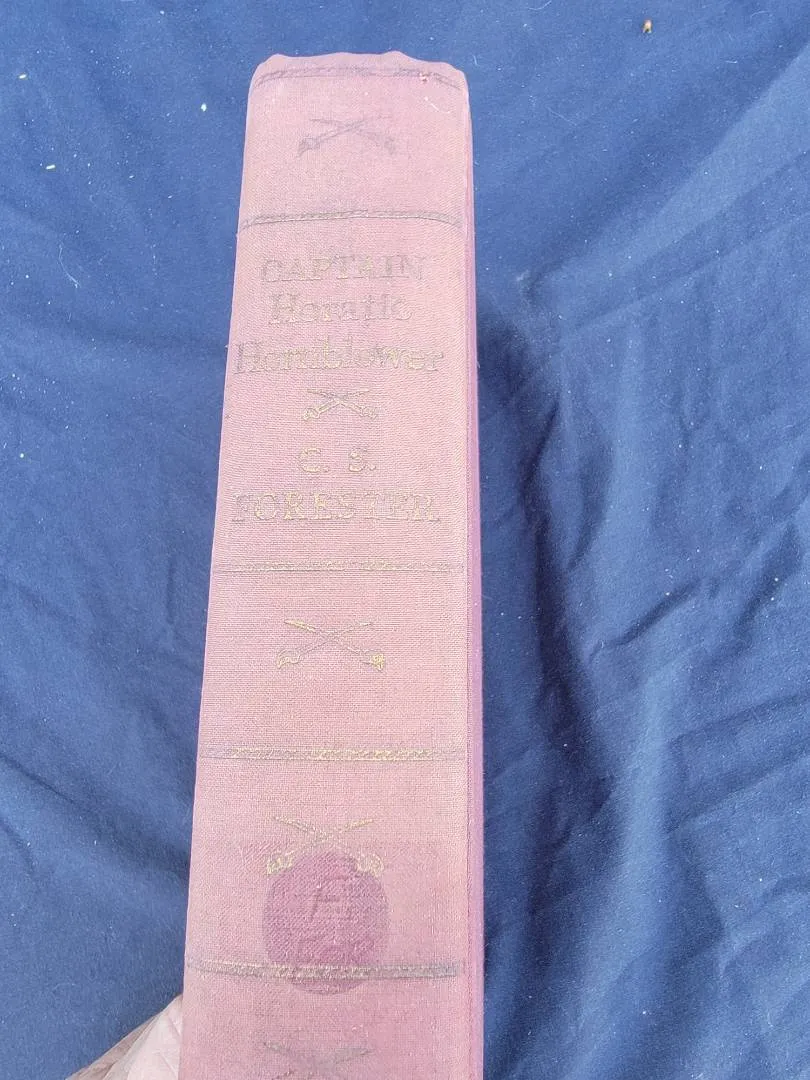 CAPTAIN
Horatio
Hornblower
C. S.
FORESTER
F